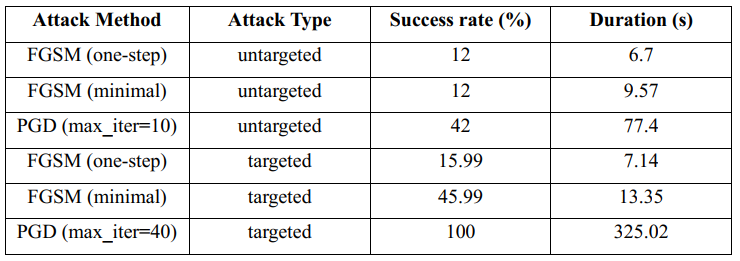 Attack Method Attack Type Success rate (%) Duration (s)
FGSM (one-step) untargeted 12 6.7
FGSM (minimal) untargeted 12 9.57
PGD (max_iter=10) untargeted 42 77.4
FGSM (one-step) targeted 15.99 7.14
FGSM (minimal) targeted 45.99 13.35
PGD (max_iter=40) targeted 100 325.02